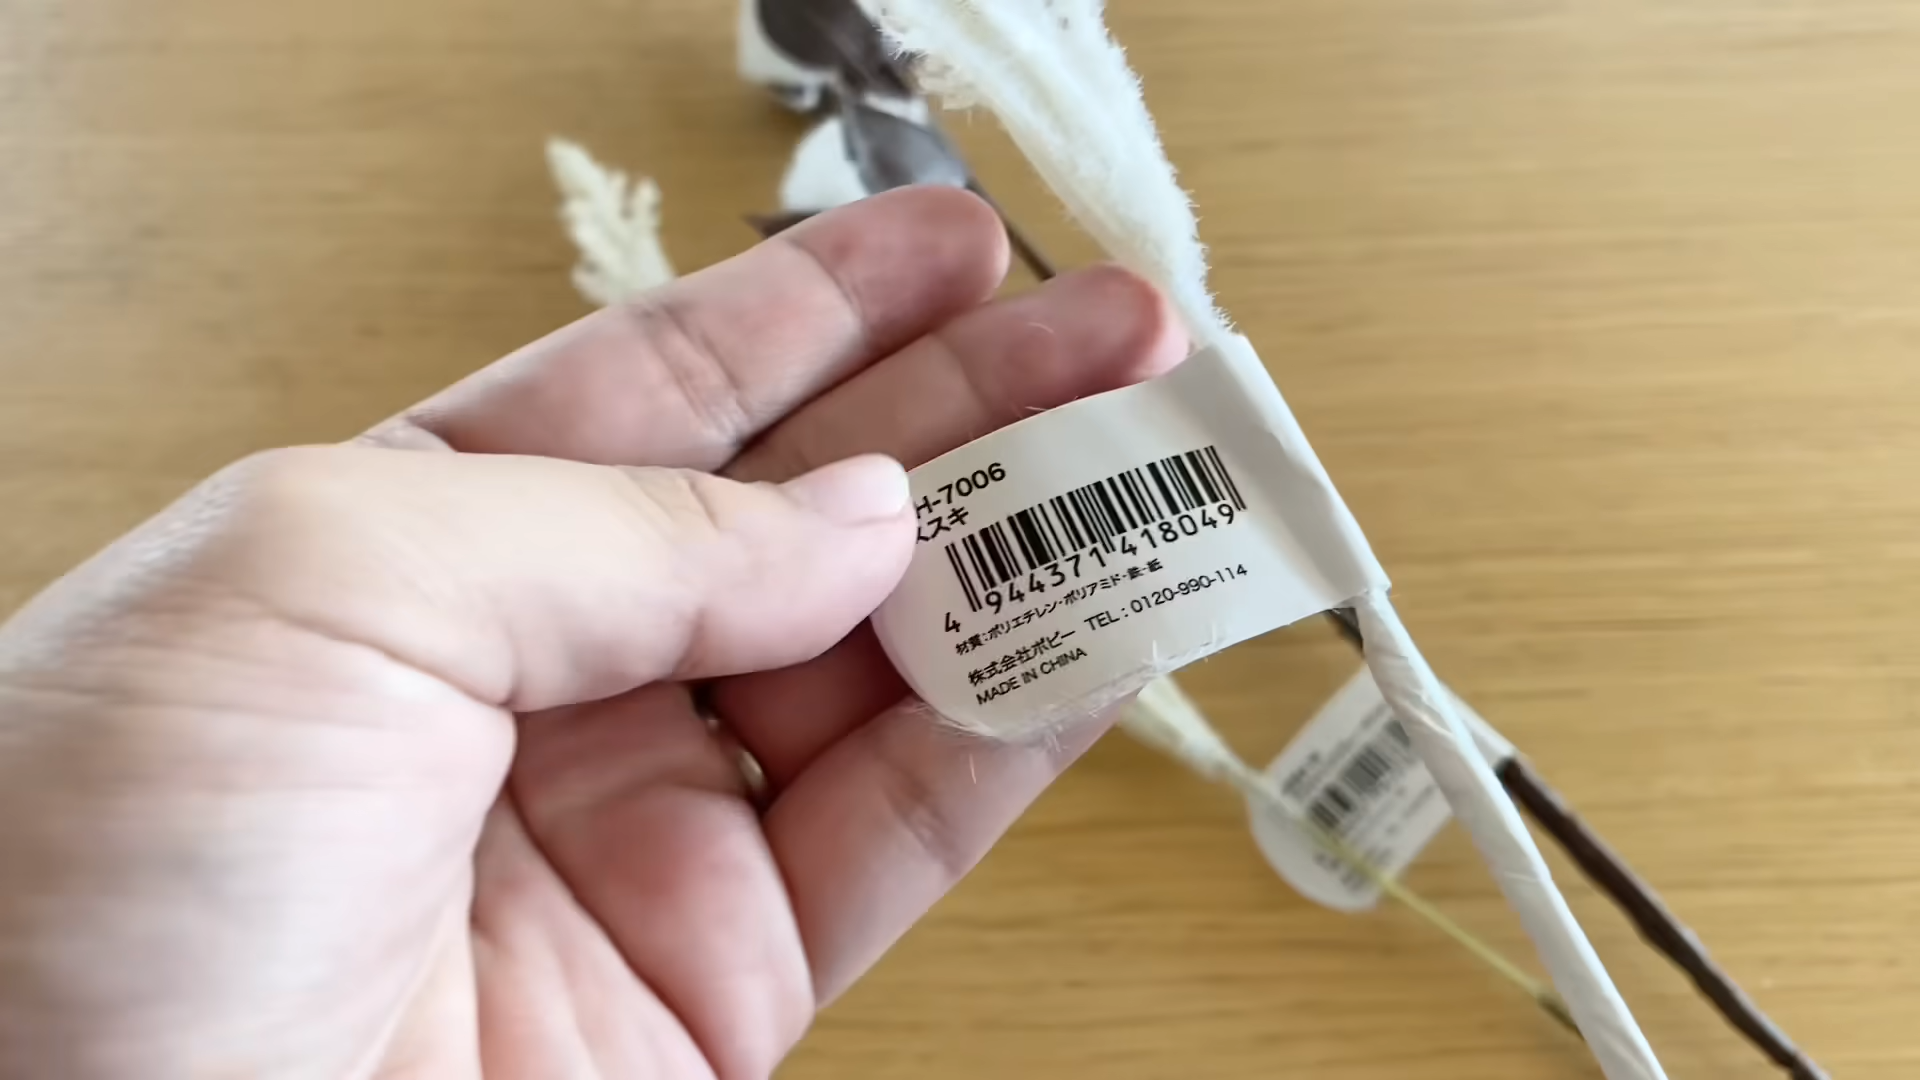 H-7006
スキ
4 944371 418049
材質:ポリエチレン・ポリアミド・鉄・紙
株式会社ポピー TEL:0120-990-114
MADE IN CHINA